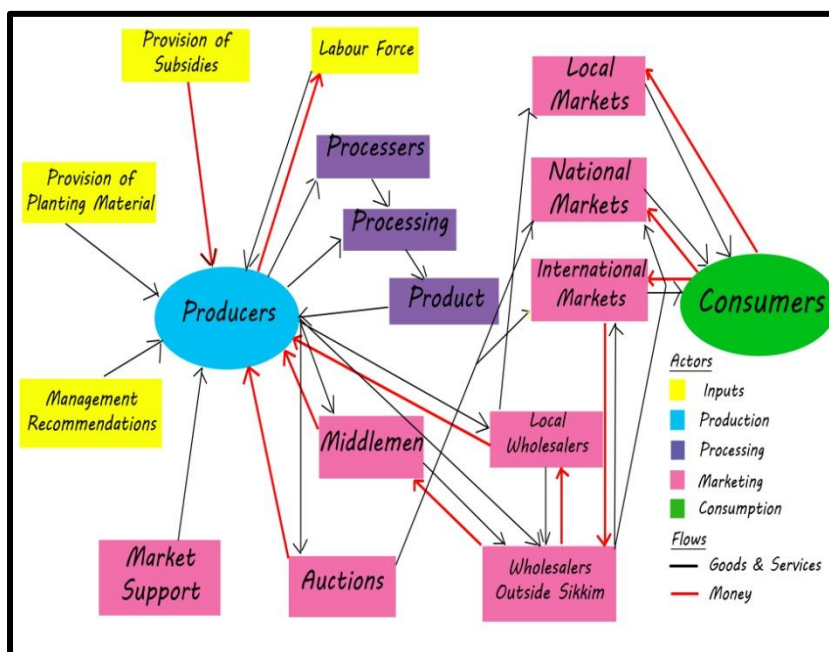 Provision of
Subsidies
Labour Force
Local
Markets
Processers
National
Markets
Provision of
Planting Material
Processing
International
Markets
Product
Producers
Consumers
Management
Recommendations
Middlemen
Local
Wholesalers
Market
Support
Auctions
Wholesalers
Outside Sikkim
Actors
Inputs
Production
Processing
Marketing
Consumption
Flows
Goods & Services
Money